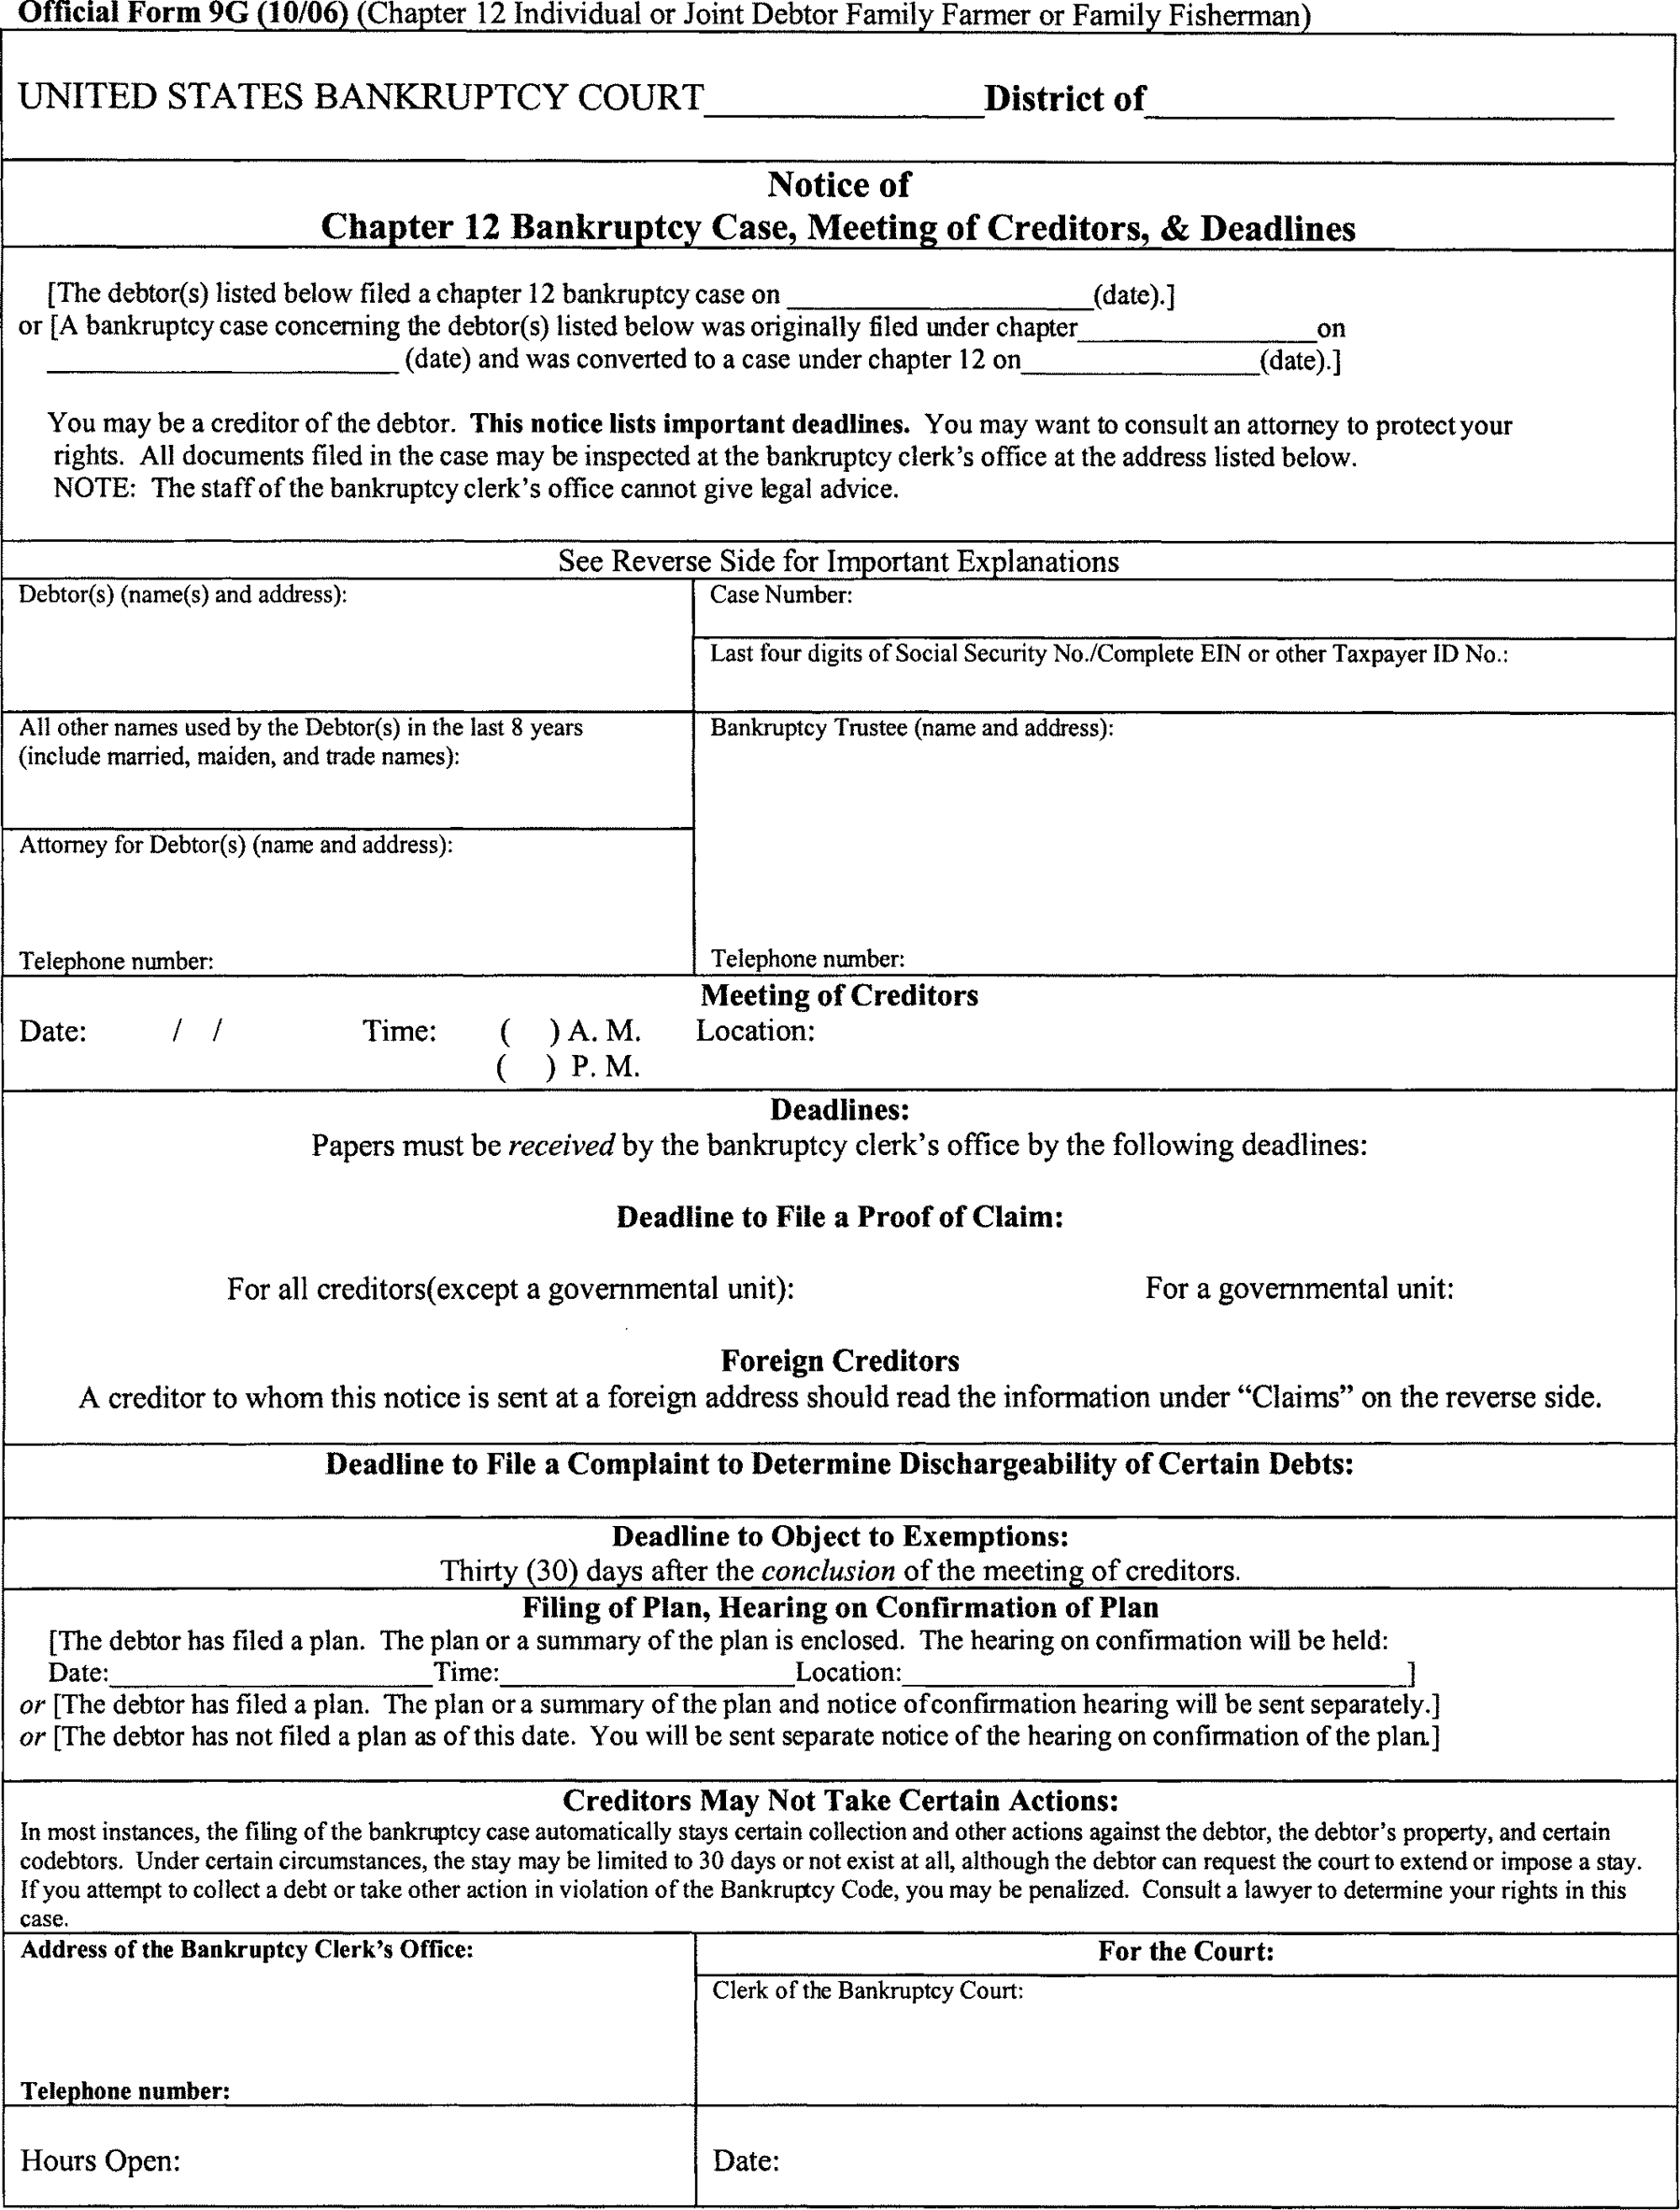 Official Form 9G (10/06) (Chapter 12 Individual or Joint Debtor Family Farmer or Family Fisherman)
UNITED STATES BANKRUPTCY COURT____________ District of____________
Notice of
Chapter 12 Bankruptcy Case, Meeting of Creditors, & Deadlines
[The debtor(s) listed below filed a chapter 12 bankruptcy case on ____________(date).]
or [A bankruptcy case concerning the debtor(s) listed below was originally filed under chapter____________on
____________ (date) and was converted to a case under chapter 12 on____________(date).]
You may be a creditor of the debtor. This notice lists important deadlines. You may want to consult an attorney to protect your
rights. All documents filed in the case may be inspected at the bankruptcy clerk's office at the address listed below.
NOTE: The staff of the bankruptcy clerk's office cannot give legal advice.
See Reverse Side for Important Explanations
Debtor(s) (name(s) and address):
Case Number:
Last four digits of Social Security No./Complete EIN or other Taxpayer ID No.:
All other names used by the Debtor(s) in the last 8 years
(include married, maiden, and trade names):
Bankruptcy Trustee (name and address):
Attorney for Debtor(s) (name and address):
Telephone number:
Telephone number:
Meeting of Creditors
Date: / / Time: ( ) A. M. Location:
( ) P. M.
Deadlines:
Papers must be received by the bankruptcy clerk's office by the following deadlines:
Deadline to File a Proof of Claim:
For all creditors(except a governmental unit): For a governmental unit:
Foreign Creditors
A creditor to whom this notice is sent at a foreign address should read the information under “Claims” on the reverse side.
Deadline to File a Complaint to Determine Dischargeability of Certain Debts:
Deadline to Object to Exemptions:
Thirty (30) days after the conclusion of the meeting of creditors.
Filing of Plan, Hearing on Confirmation of Plan
[The debtor has filed a plan. The plan or a summary of the plan is enclosed. The hearing on confirmation will be held:
Date:____________Time:____________Location:____________]
or [The debtor has filed a plan. The plan or a summary of the plan and notice of confirmation hearing will be sent separately.]
or [The debtor has not filed a plan as of this date. You will be sent separate notice of the hearing on confirmation of the plan.]
Creditors May Not Take Certain Actions:
In most instances, the filing of the bankruptcy case automatically stays certain collection and other actions against the debtor, the debtor's property, and certain
codebtors. Under certain circumstances, the stay may be limited to 30 days or not exist at all, although the debtor can request the court to extend or impose a stay.
If you attempt to collect a debt or take other action in violation of the Bankruptcy Code, you may be penalized. Consult a lawyer to determine your rights in this
case.
Address of the Bankruptcy Clerk's Office:
For the Court:
Clerk of the Bankruptcy Court:
Telephone number:
Hours Open:
Date: